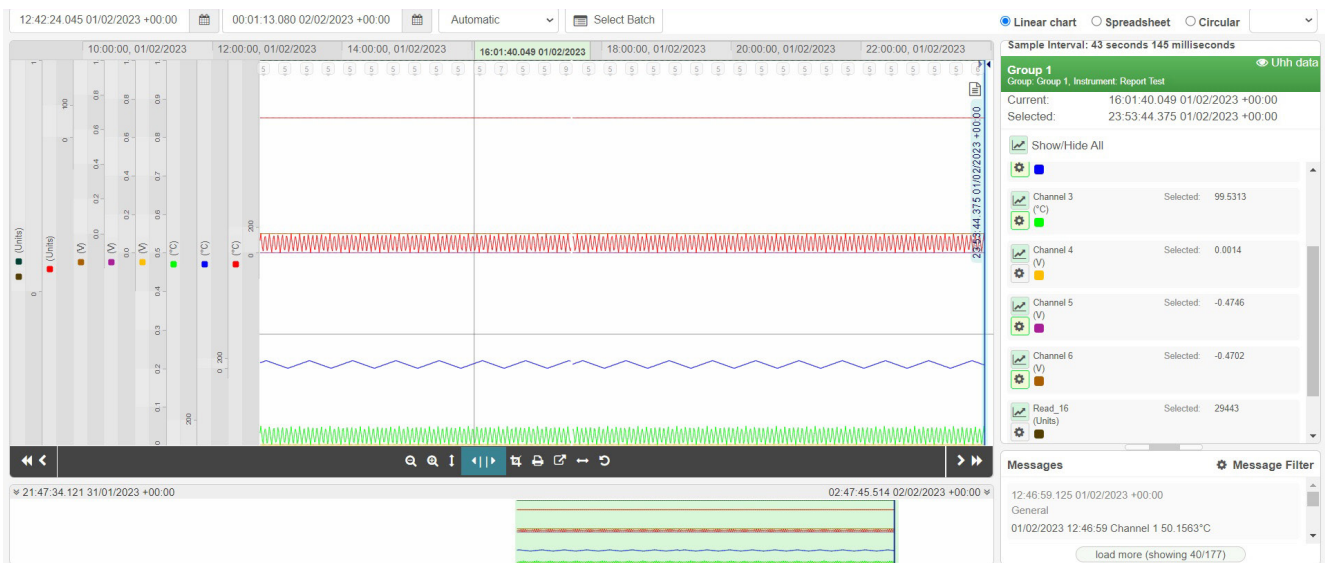 12:42:24.045 01/02/2023 +00:00 00:01:13.080 02/02/2023 +00:00 Automatic Select Batch Linear chart Spreadsheet Circular
10:00:00, 01/02/2023 12:00:00, 01/02/2023 14:00:00, 01/02/2023 16:01:40.049 01/02/2023 18:00:00, 01/02/2023 20:00:00, 01/02/2023 22:00:00, 01/02/2023
Sample Interval: 43 seconds 145 milliseconds
Group 1 Uhh data
Group: Group 1, Instrument: Report Test
Current: 16:01:40.049 01/02/2023 +00:00
Selected: 23:53:44.375 01/02/2023 +00:00
Show/Hide All
Channel 3 Selected: 99.5313
(°C)
Channel 4 Selected: 0.0014
(V)
Channel 5 Selected: -0.4746
(V)
Channel 6 Selected: -0.4702
(V)
Read_16 Selected: 29443
(Units)
23:53:44.375 01/02/2023 +00:00
(Units)
(Units)
(V)
(V)
(V)
(°C)
(°C)
(°C)
21:47:34.121 31/01/2023 +00:00 02:47:45.514 02/02/2023 +00:00
Messages Message Filter
12:46:59.125 01/02/2023 +00:00
General
01/02/2023 12:46:59 Channel 1 50.1563°C
load more (showing 40/177)